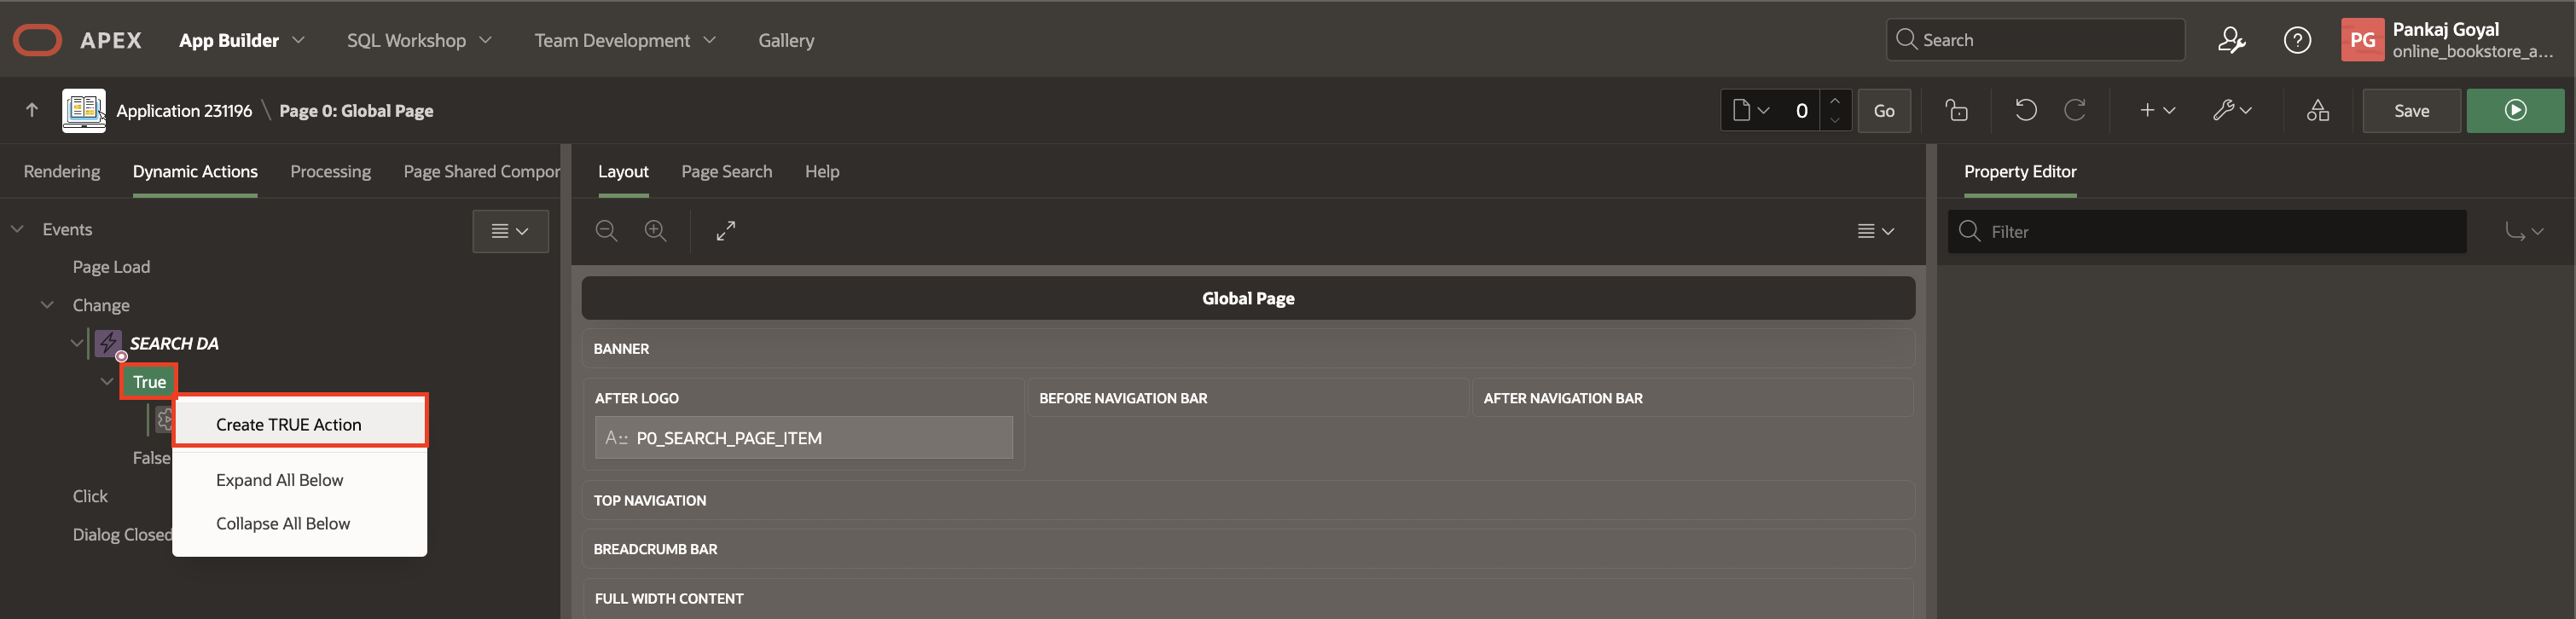 APEX App Builder SQL Workshop Team Development Gallery Search PG Pankaj Goyal
online_bookstore_a...
Application 231196 \ Page 0: Global Page 0 Go Save
Rendering Dynamic Actions Processing Page Shared Compor
Layout Page Search Help
Property Editor
Events
Page Load
Change
SEARCH DA
True
Create TRUE Action
False
Expand All Below
Click
Collapse All Below
Dialog Closed
Global Page
BANNER
AFTER LOGO BEFORE NAVIGATION BAR AFTER NAVIGATION BAR
P0_SEARCH_PAGE_ITEM
TOP NAVIGATION
BREADCRUMB BAR
FULL WIDTH CONTENT
Filter